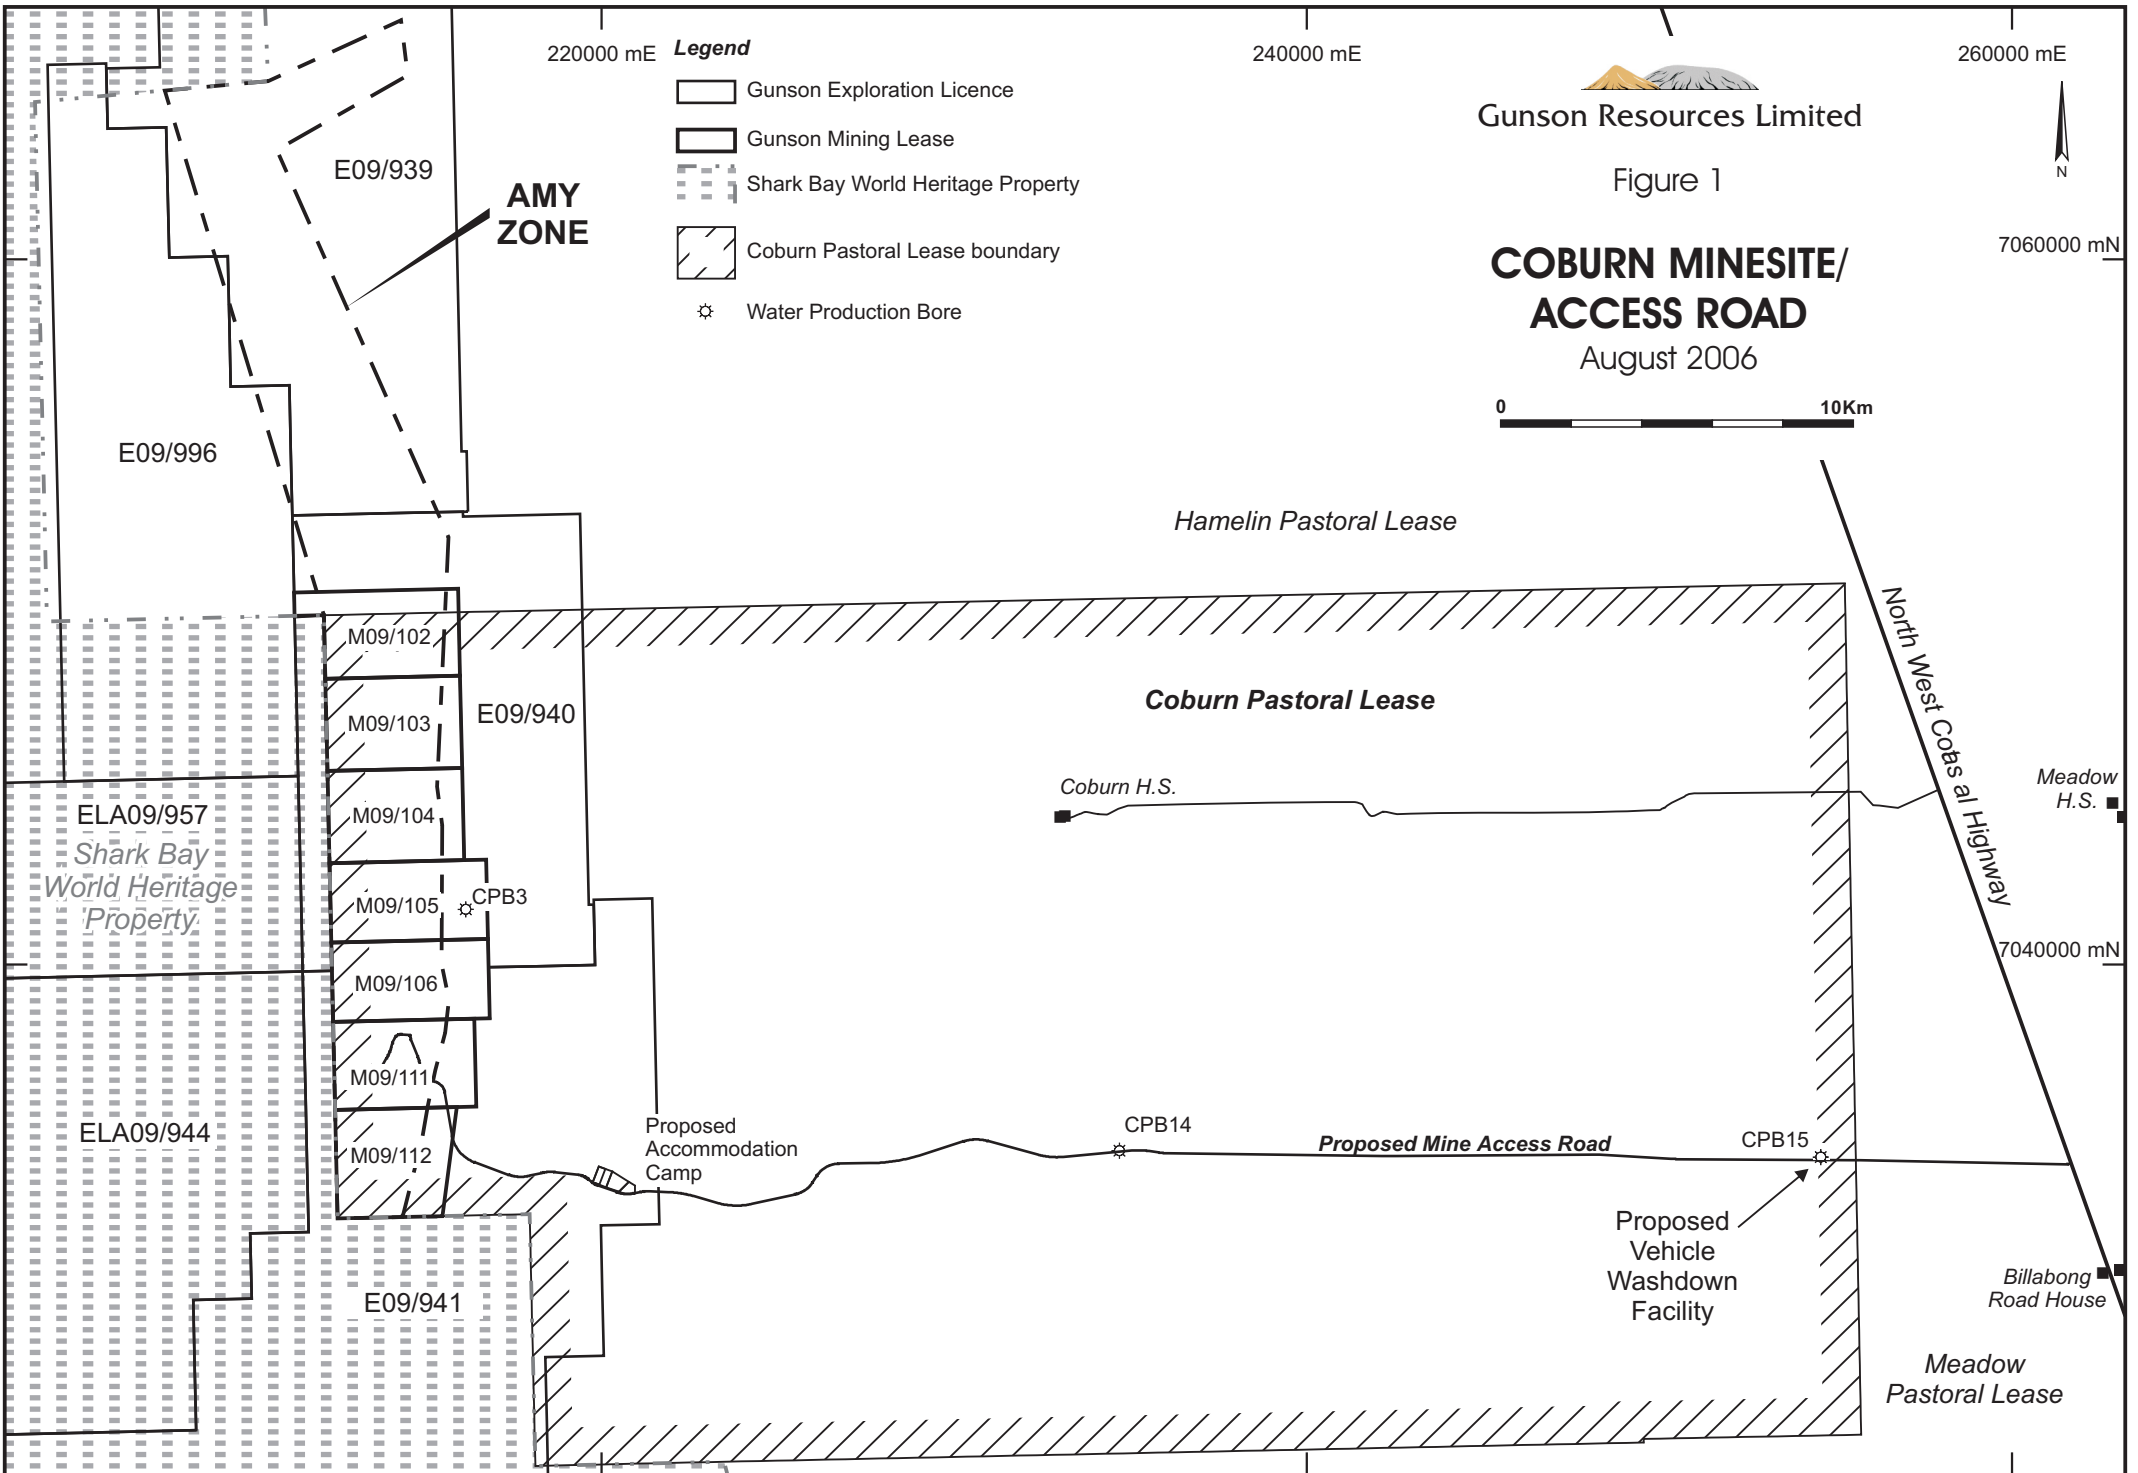 220000 mE
240000 mE
260000 mE
Legend
Gunson Exploration Licence
Gunson Mining Lease
Shark Bay World Heritage Property
Coburn Pastoral Lease boundary
Water Production Bore
Gunson Resources Limited
Figure 1
COBURN MINESITE/
ACCESS ROAD
August 2006
0 10Km
N
7060000 mN
E09/939
AMY
ZONE
E09/996
Hamelin Pastoral Lease
North West Cotas al Highway
M09/102
M09/103
E09/940
Coburn Pastoral Lease
Coburn H.S.
Meadow
H.S.
ELA09/957
M09/104
Shark Bay
World Heritage
Property
M09/105
CPB3
7040000 mN
M09/106
M09/111
ELA09/944
M09/112
Proposed
Accommodation
Camp
CPB14
Proposed Mine Access Road
CPB15
Proposed
Vehicle
Washdown
Facility
Billabong
Road House
E09/941
Meadow
Pastoral Lease